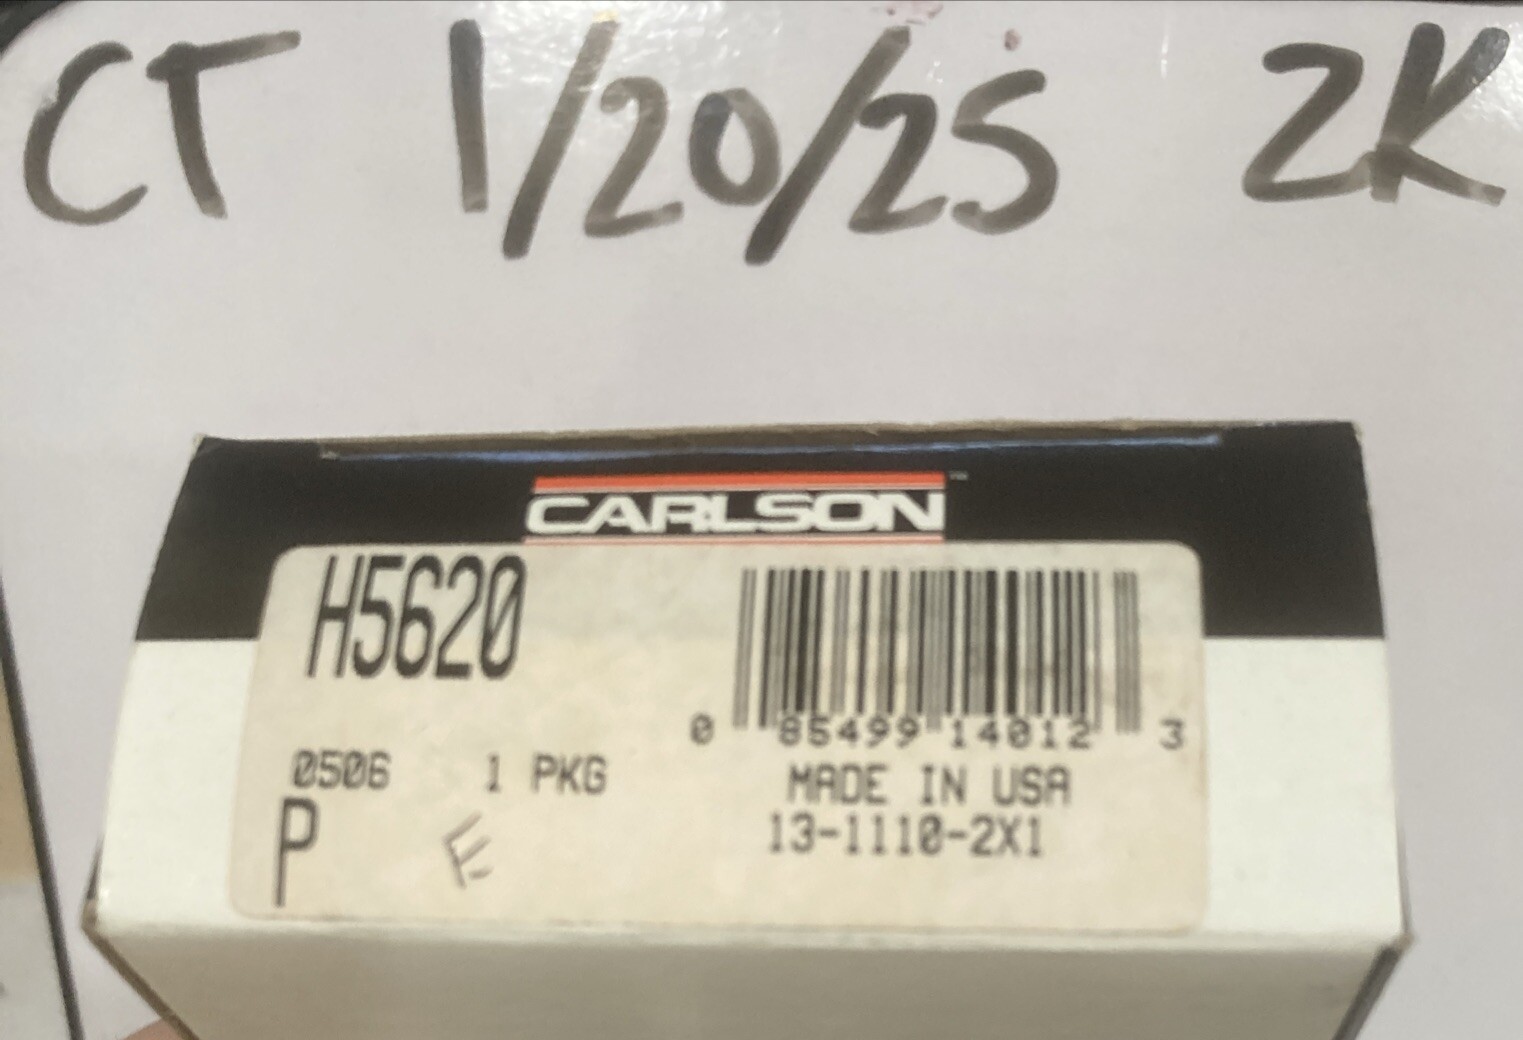 CT 1/20/25 2K
CARLSON™
H5620
0 85499 14012 3
0506 1 PKG
MADE IN USA
13-1110-2X1
P
E